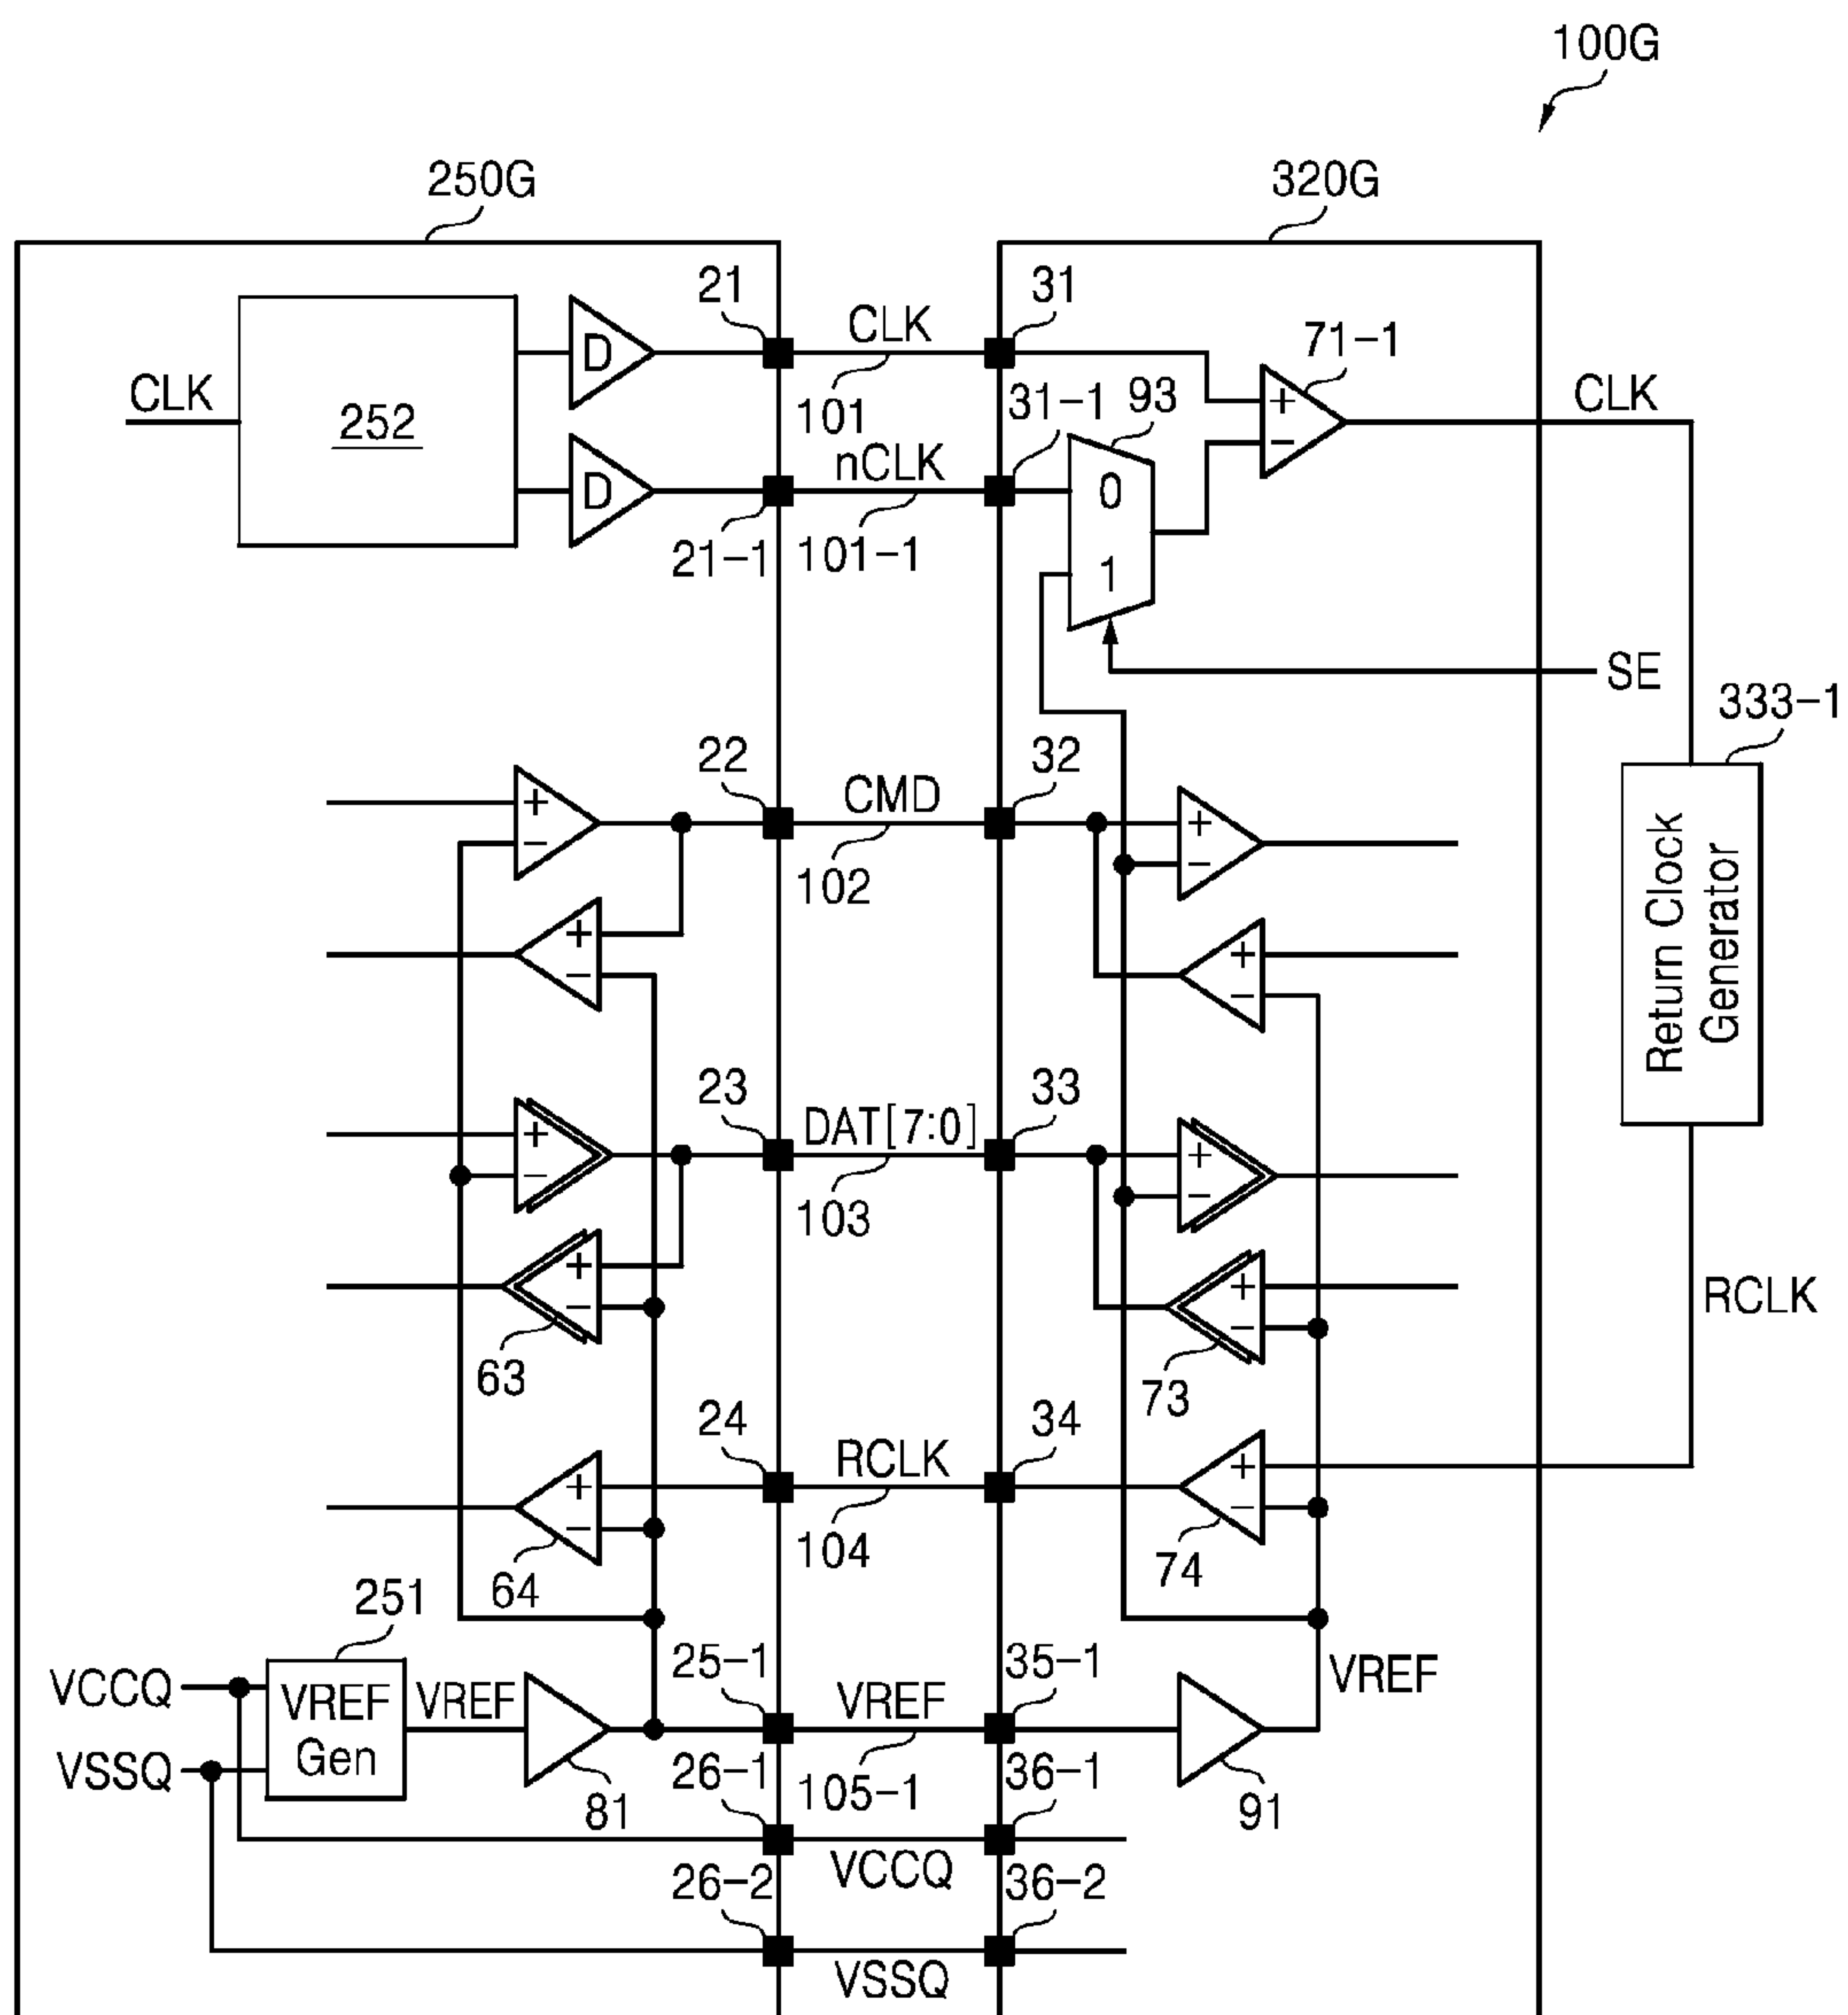 100G
250G
320G
21
CLK
31
71-1
D
CLK
252
101
31-1
93
+
−
CLK
nCLK
D
0
21-1
101-1
1
SE
333-1
22
CMD
32
+
−
102
+
−
+
−
+
−
Return Clock
Generator
23
DAT[7:0]
33
+
−
103
+
−
+
−
+
−
RCLK
63
73
24
RCLK
34
+
−
+
−
104
64
74
251
25-1
35-1
VREF
VCCQ
VREF
Gen
VREF
VREF
VSSQ
26-1
105-1
36-1
81
91
26-2
VCCQ
36-2
VSSQ